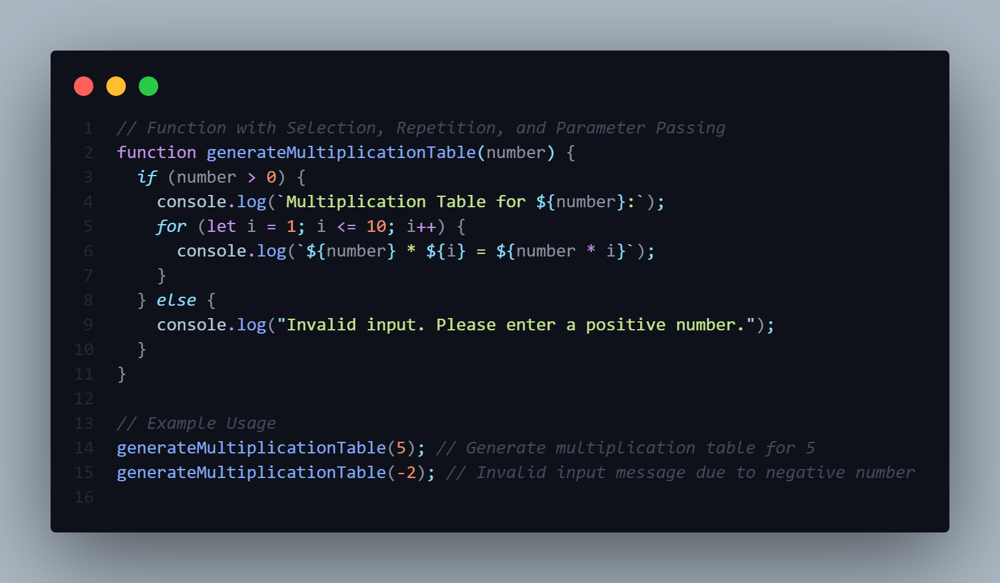 1 // Function with Selection, Repetition, and Parameter Passing
2 function generateMultiplicationTable(number) {
3   if (number > 0) {
4     console.log(`Multiplication Table for ${number}:`);
5     for (let i = 1; i <= 10; i++) {
6       console.log(`${number} * ${i} = ${number * i}`);
7     }
8   } else {
9     console.log("Invalid input. Please enter a positive number.");
10   }
11 }
12
13 // Example Usage
14 generateMultiplicationTable(5); // Generate multiplication table for 5
15 generateMultiplicationTable(-2); // Invalid input message due to negative number
16